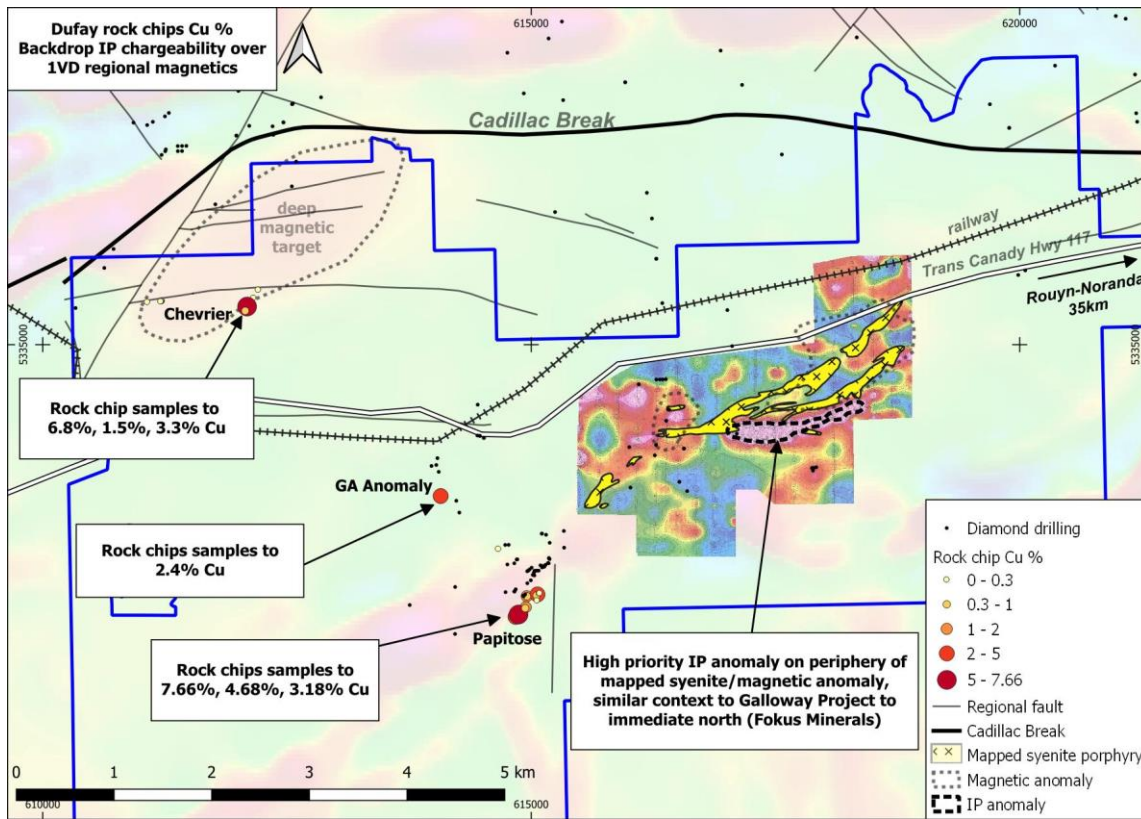 Dufay rock chips Cu %
Backdrop IP chargeability over
1VD regional magnetics
615000
620000
Cadillac Break
deep
magnetic
target
railway
Trans Canady Hwy 117
Rouyn-Noranda
35km
5335000
5335000
Chevrier
Rock chip samples to
6.8%, 1.5%, 3.3% Cu
GA Anomaly
Rock chips samples to
2.4% Cu
Papitose
Rock chips samples to
7.66%, 4.68%, 3.18% Cu
High priority IP anomaly on periphery of
mapped syenite/magnetic anomaly,
similar context to Galloway Project to
immediate north (Fokus Minerals)
Diamond drilling
Rock chip Cu %
0 - 0.3
0.3 - 1
1 - 2
2 - 5
5 - 7.66
Regional fault
Cadillac Break
Mapped syenite porphyry
Magnetic anomaly
IP anomaly
0 1 2 3 4 5 km
610000
615000